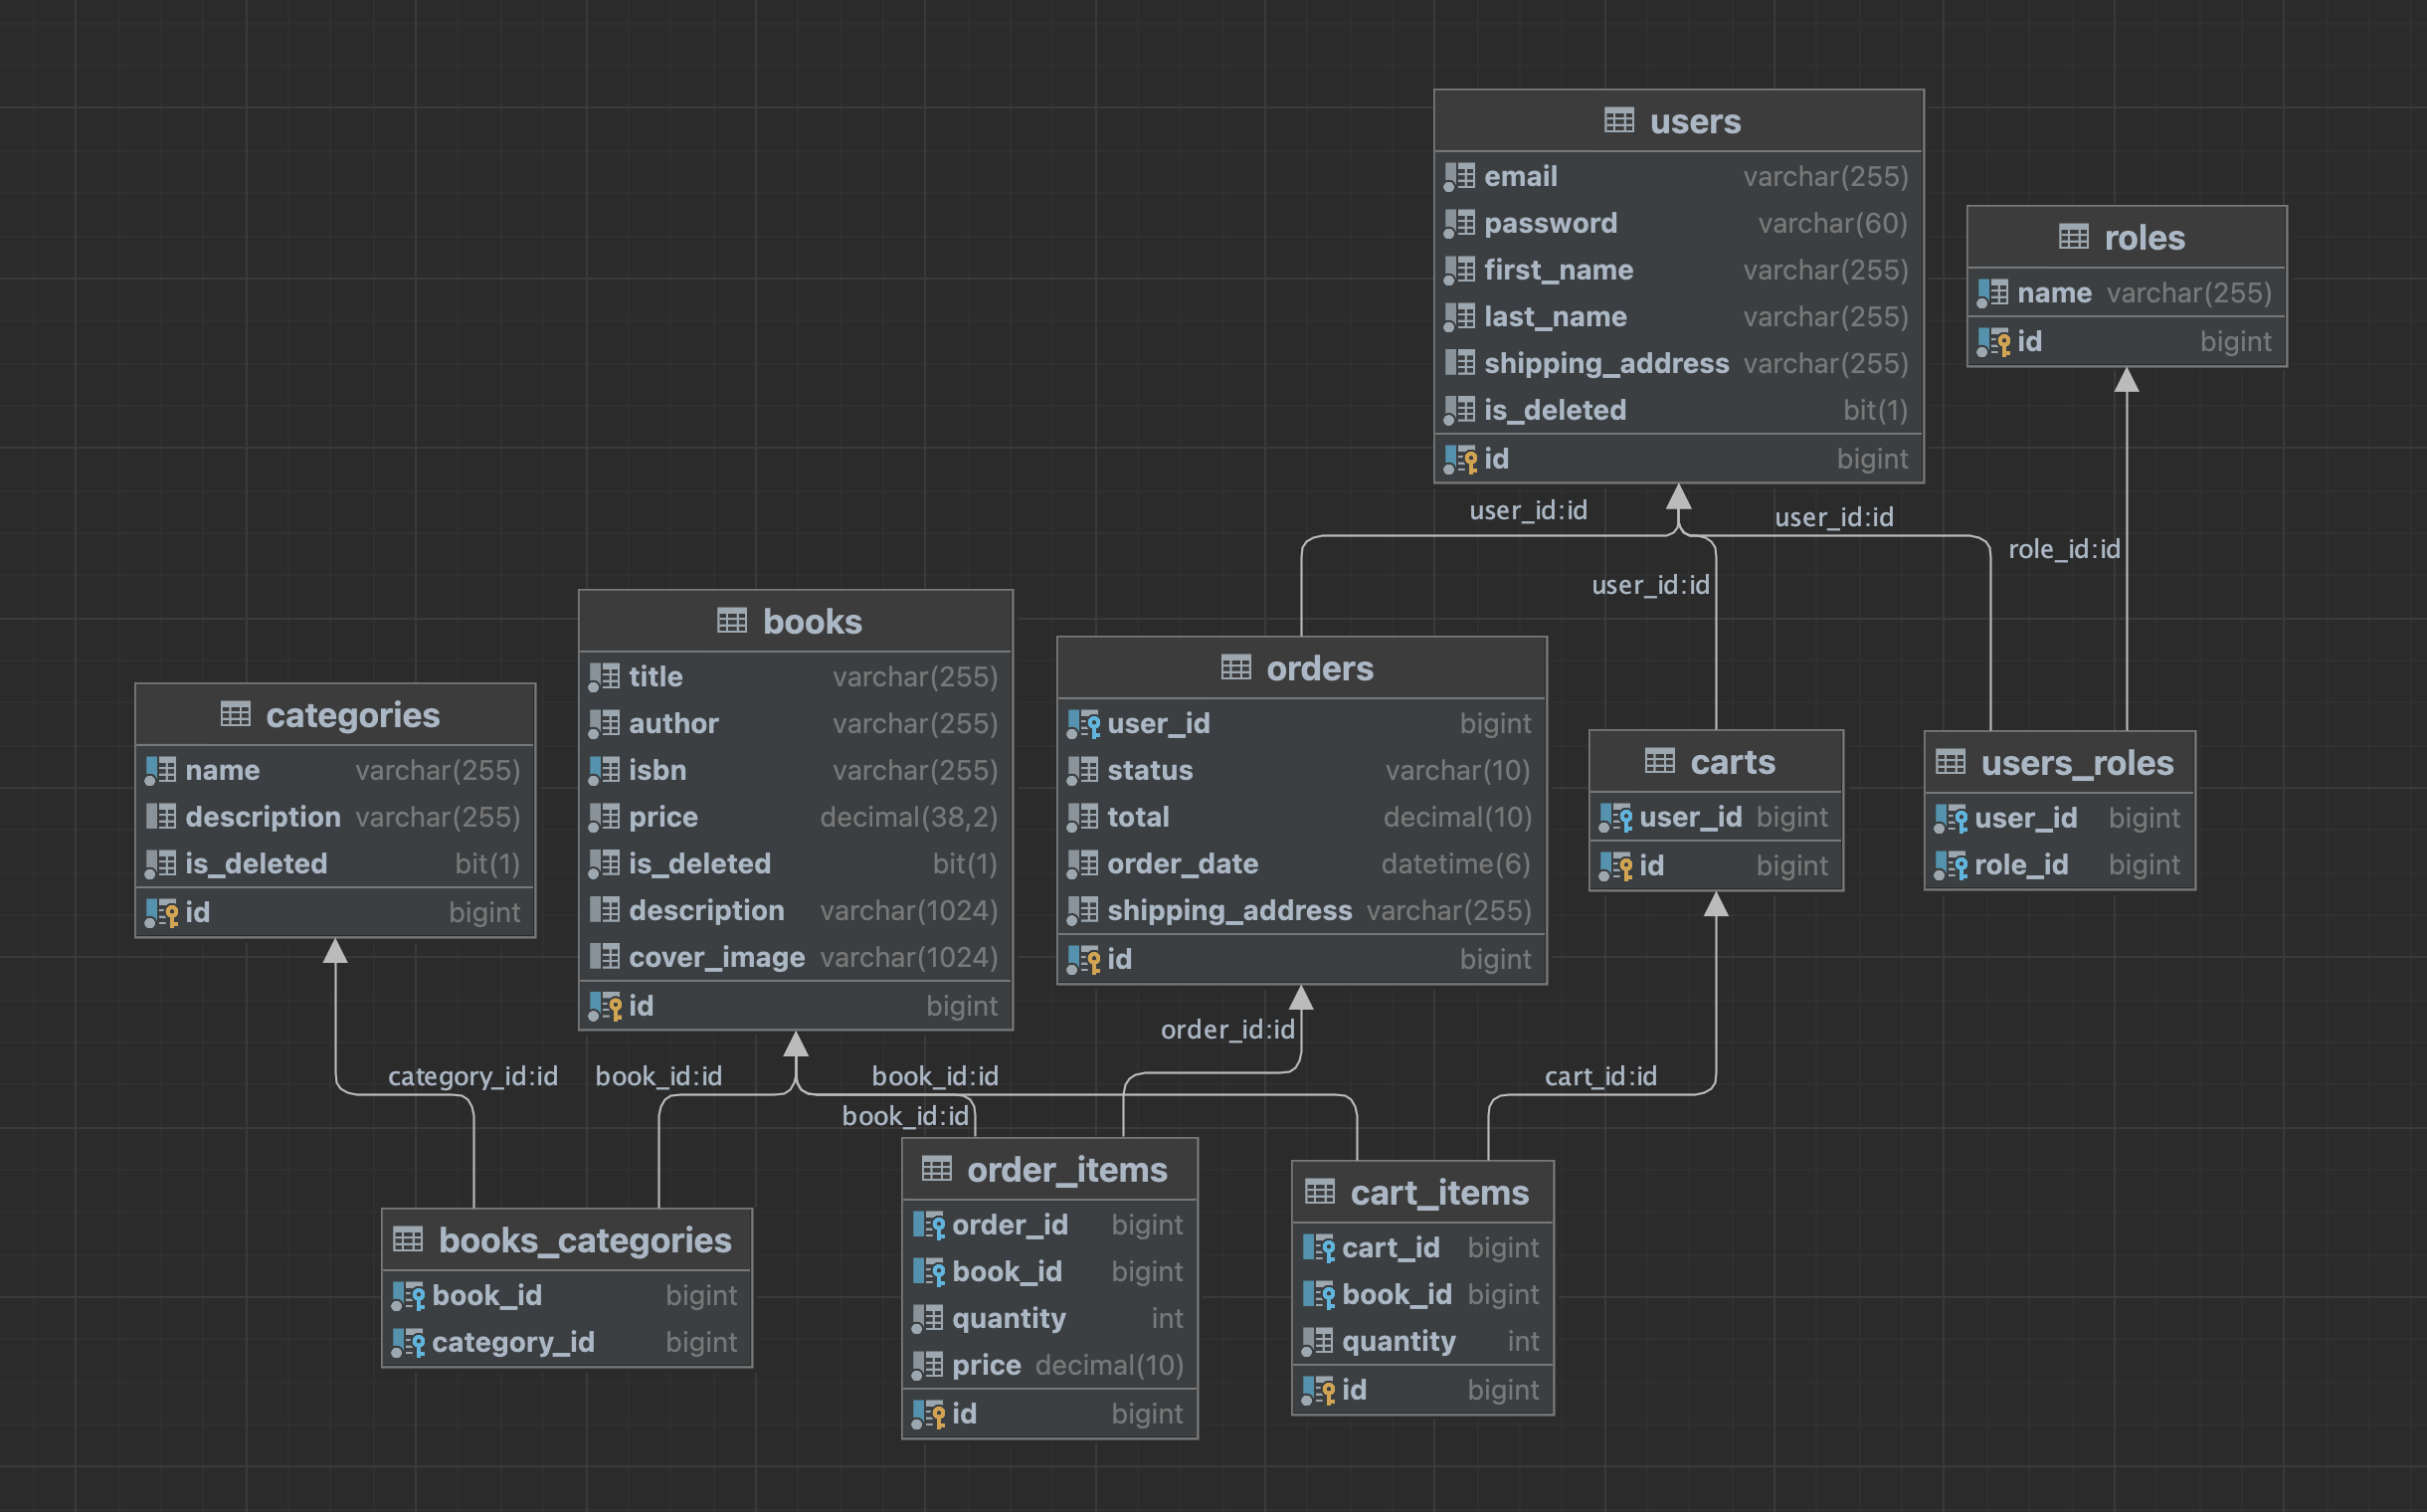 users
email varchar(255)
password varchar(60)
first_name varchar(255)
last_name varchar(255)
shipping_address varchar(255)
is_deleted bit(1)
id bigint
roles
name varchar(255)
id bigint
user_id:id
user_id:id
user_id:id
role_id:id
categories
name varchar(255)
description varchar(255)
is_deleted bit(1)
id bigint
books
title varchar(255)
author varchar(255)
isbn varchar(255)
price decimal(38,2)
is_deleted bit(1)
description varchar(1024)
cover_image varchar(1024)
id bigint
orders
user_id bigint
status varchar(10)
total decimal(10)
order_date datetime(6)
shipping_address varchar(255)
id bigint
carts
user_id bigint
id bigint
users_roles
user_id bigint
role_id bigint
category_id:id
book_id:id
book_id:id
book_id:id
order_id:id
cart_id:id
books_categories
book_id bigint
category_id bigint
order_items
order_id bigint
book_id bigint
quantity int
price decimal(10)
id bigint
cart_items
cart_id bigint
book_id bigint
quantity int
id bigint